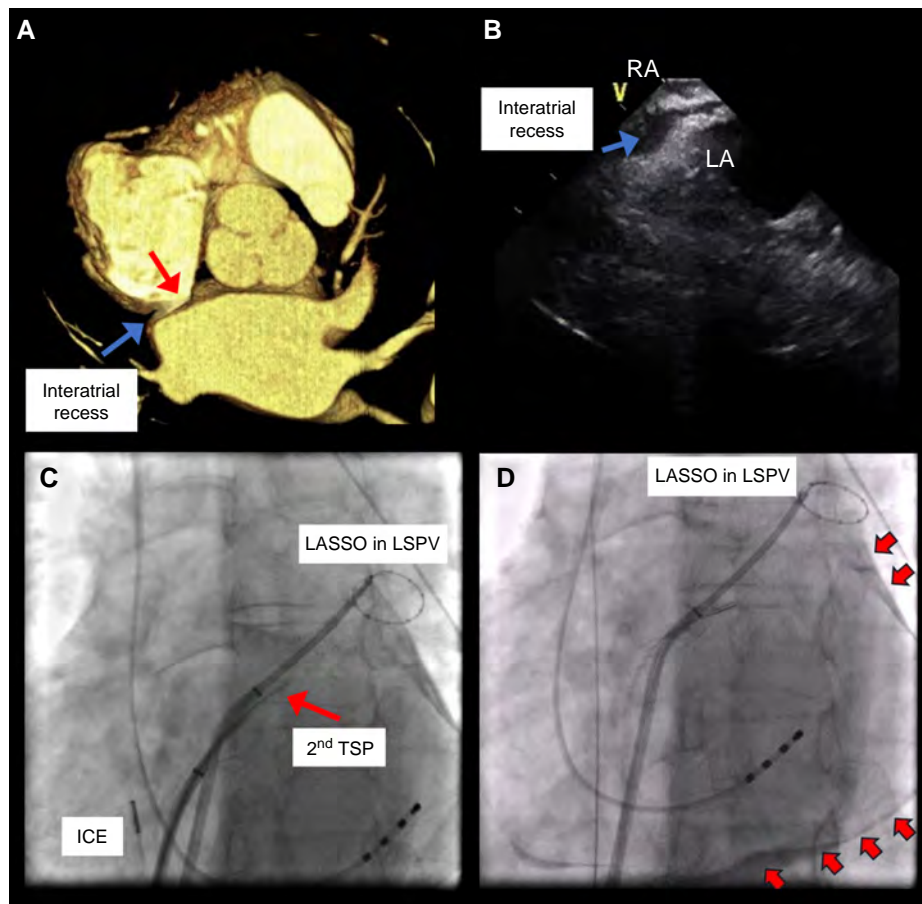 A
Interatrial
recess
B
RA
V
Interatrial
recess
LA
C
LASSO in LSPV
2nd TSP
ICE
D
LASSO in LSPV